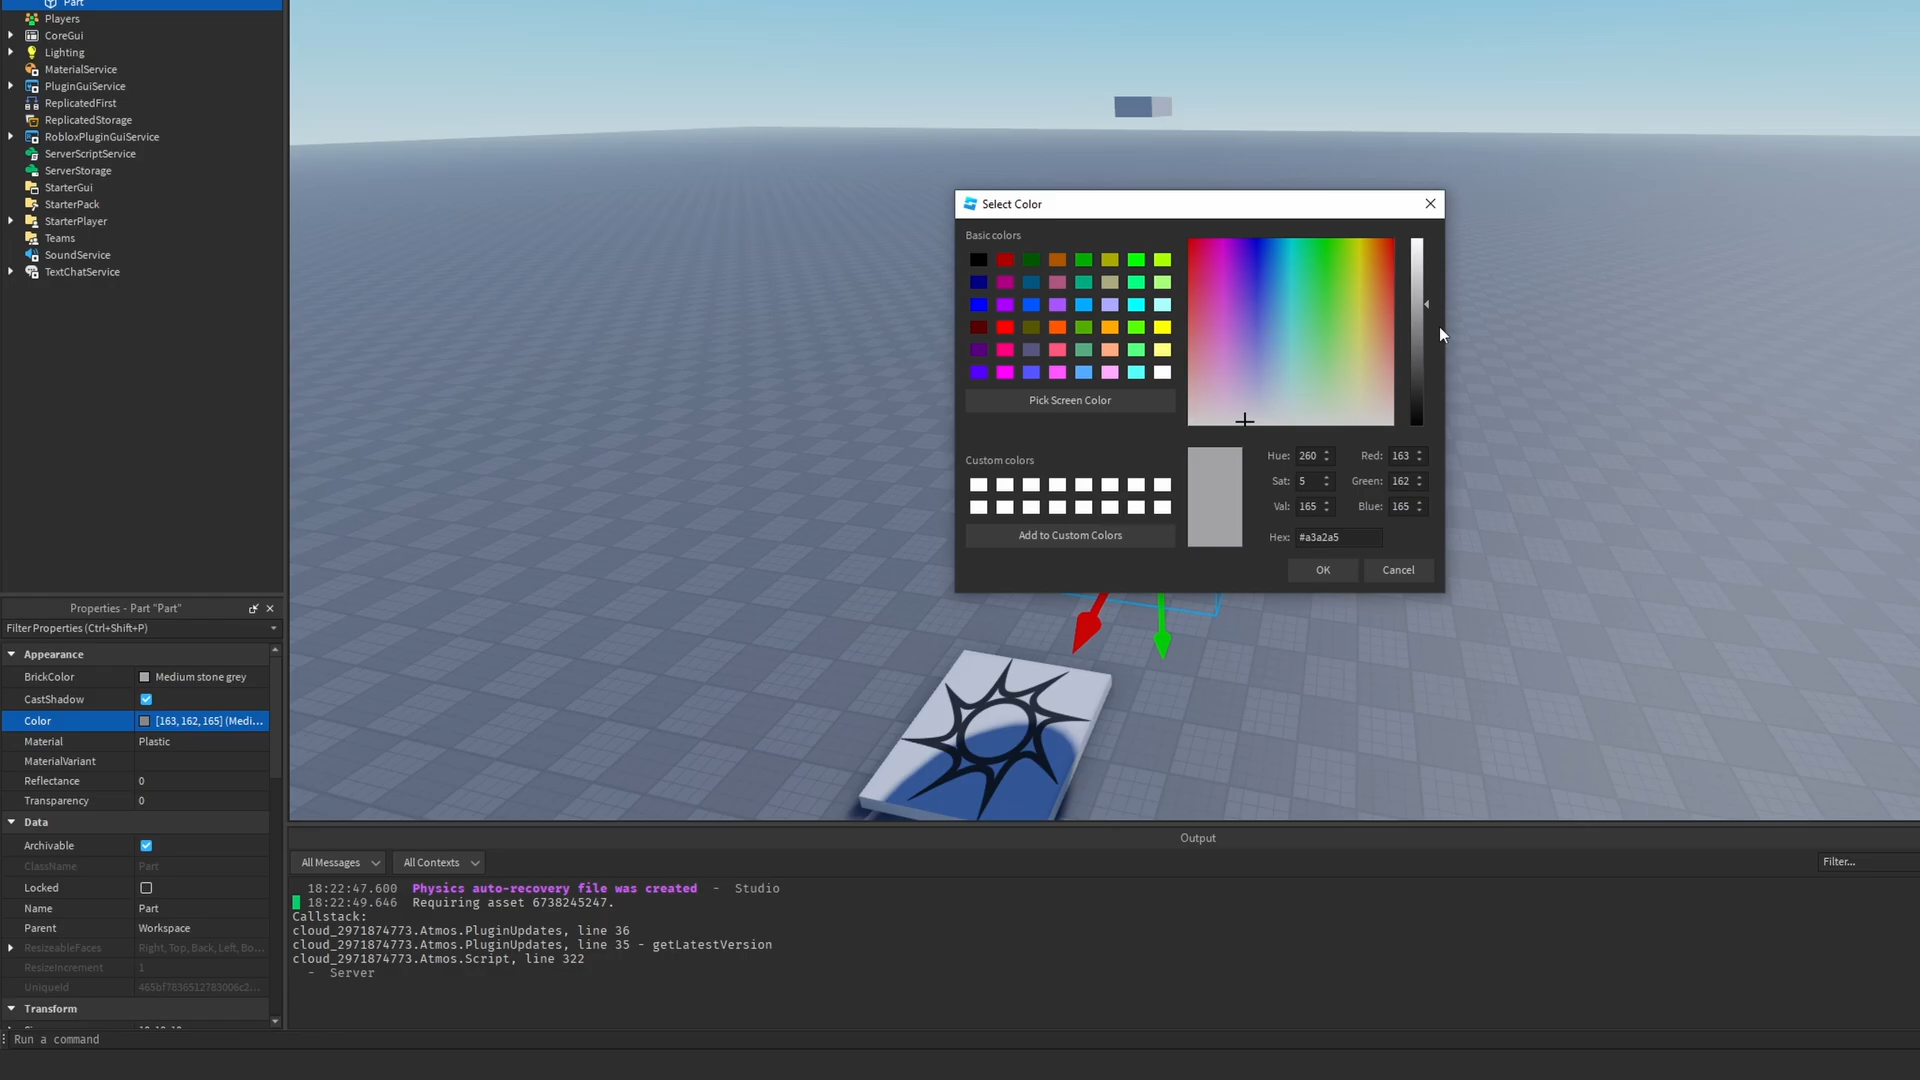 Part
Players
CoreGui
Lighting
MaterialService
PluginGuiService
ReplicatedFirst
ReplicatedStorage
RobloxPluginGuiService
ServerScriptService
ServerStorage
StarterGui
StarterPack
StarterPlayer
Teams
SoundService
TextChatService
Properties - Part "Part"
Filter Properties (Ctrl+Shift+P)
Appearance
BrickColor Medium stone grey
CastShadow
Color [163, 162, 165] (Medi...
Material Plastic
MaterialVariant
Reflectance 0
Transparency 0
Data
Archivable
ClassName Part
Locked
Name Part
Parent Workspace
ResizeableFaces Right, Top, Back, Left, Bo...
ResizeIncrement 1
UniqueId 465bf7836512783006c2...
Transform
Select Color
Basic colors
Pick Screen Color
Custom colors
Add to Custom Colors
Hue: 260 Red: 163
Sat: 5 Green: 162
Val: 165 Blue: 165
Hex: #a3a2a5
OK Cancel
Output
All Messages All Contexts Filter...
18:22:47.600 Physics auto-recovery file was created - Studio
18:22:49.646 Requiring asset 6738245247.
Callstack:
cloud_2971874773.Atmos.PluginUpdates, line 36
cloud_2971874773.Atmos.PluginUpdates, line 35 - getLatestVersion
cloud_2971874773.Atmos.Script, line 322
- Server
Run a command